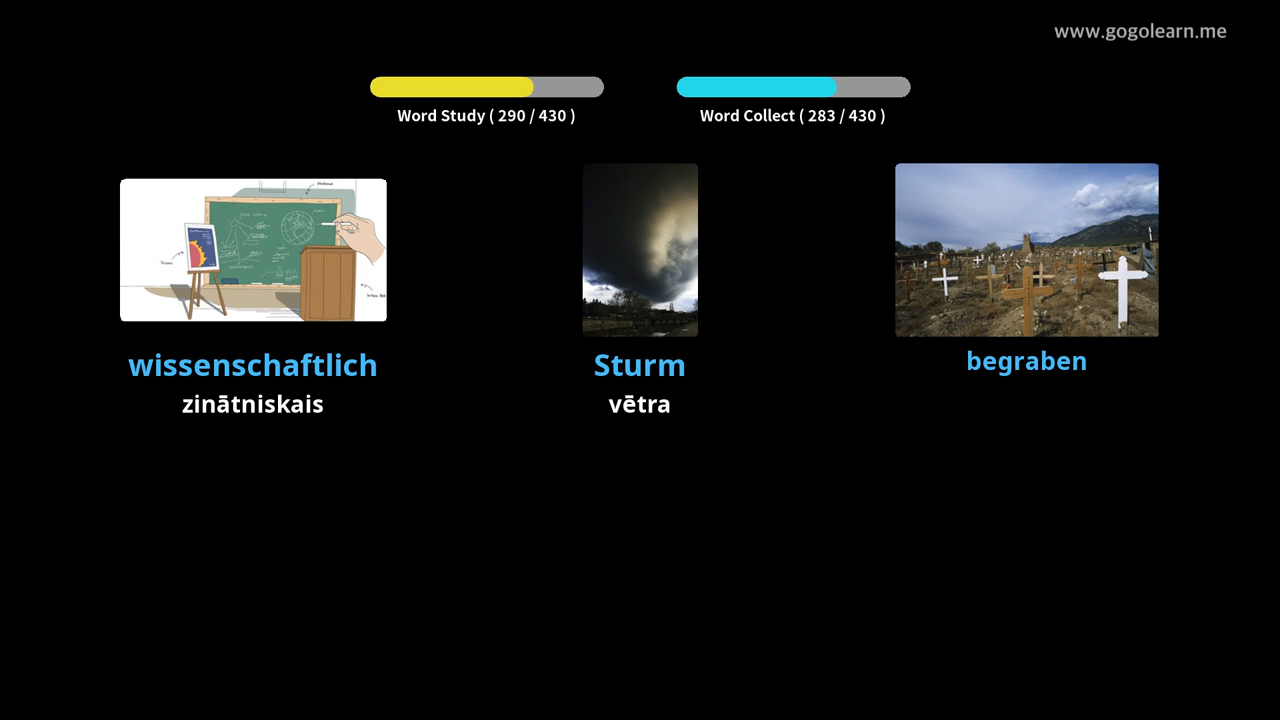 www.gogolearn.me
Word Study ( 290 / 430 )
Word Collect ( 283 / 430 )
wissenschaftlich
zinātniskais
Sturm
vētra
begraben